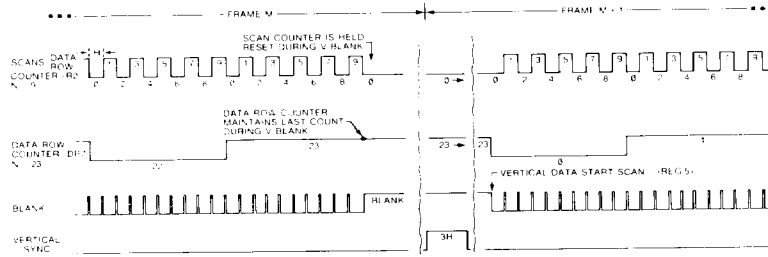 FRAME M
FRAME M + 1
SCAN COUNTER IS HELD
RESET DURING V BLANK
H
SCANS DATA
ROW
COUNTER
1 3 5 7 9 1 3 5 7 9
0 2 4 6 8 0 2 4 6 8 0
0
1 3 5 7 9 1 3 5 7 9
0 2 4 6 8 0 2 4 6 8
DATA ROW COUNTER
MAINTAINS LAST COUNT
DURING V BLANK
DATA ROW
COUNTER
23
23
23
23
0
1
VERTICAL DATA START SCAN (REG 5)
BLANK
BLANK
VERTICAL
SYNC
3H